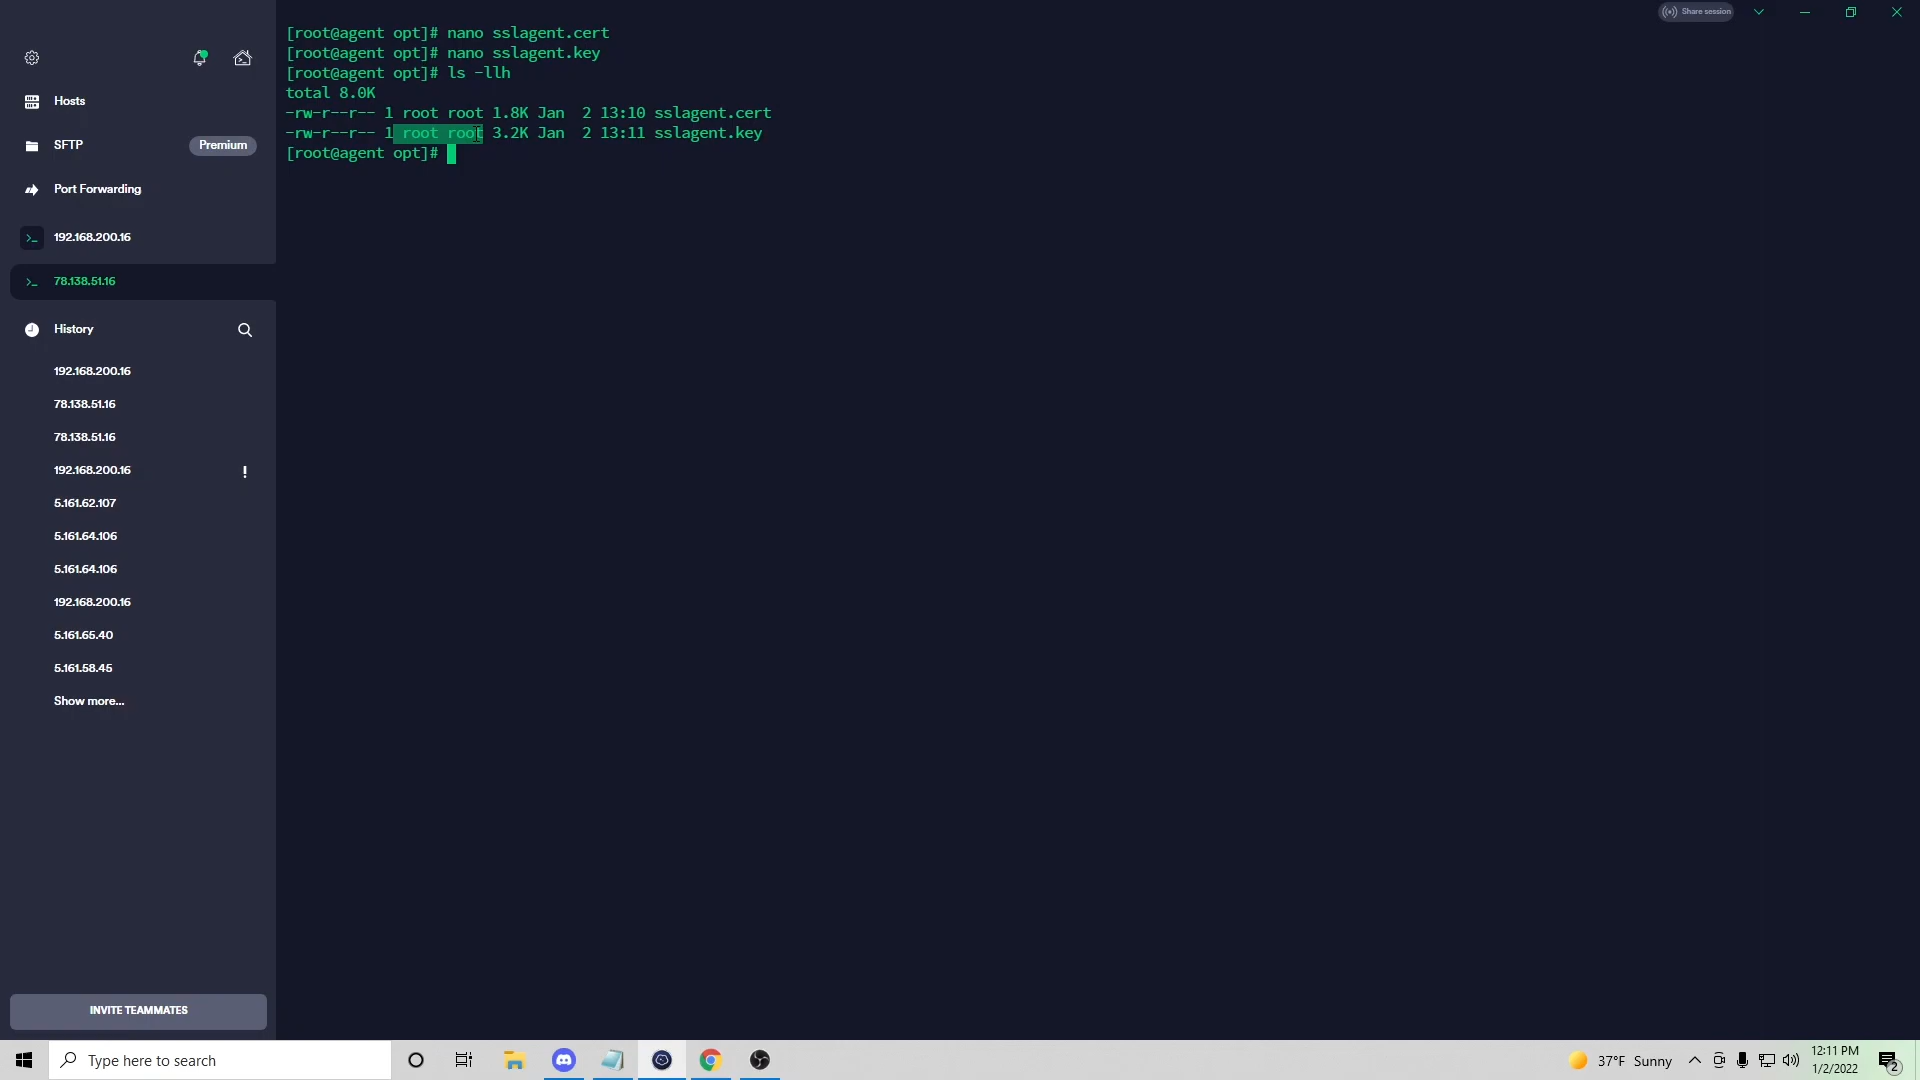 Share session
[root@agent opt]# nano sslagent.cert
[root@agent opt]# nano sslagent.key
[root@agent opt]# ls -llh
total 8.0K
-rw-r--r-- 1 root root 1.8K Jan  2 13:10 sslagent.cert
-rw-r--r-- 1 root root 3.2K Jan  2 13:11 sslagent.key
[root@agent opt]#
Hosts
SFTP Premium
Port Forwarding
192.168.200.16
78.138.51.16
History
192.168.200.16
78.138.51.16
78.138.51.16
192.168.200.16 !
5.161.62.107
5.161.64.106
5.161.64.106
192.168.200.16
5.161.65.40
5.161.58.45
Show more...
INVITE TEAMMATES
Type here to search
37°F Sunny
12:11 PM
1/2/2022
2